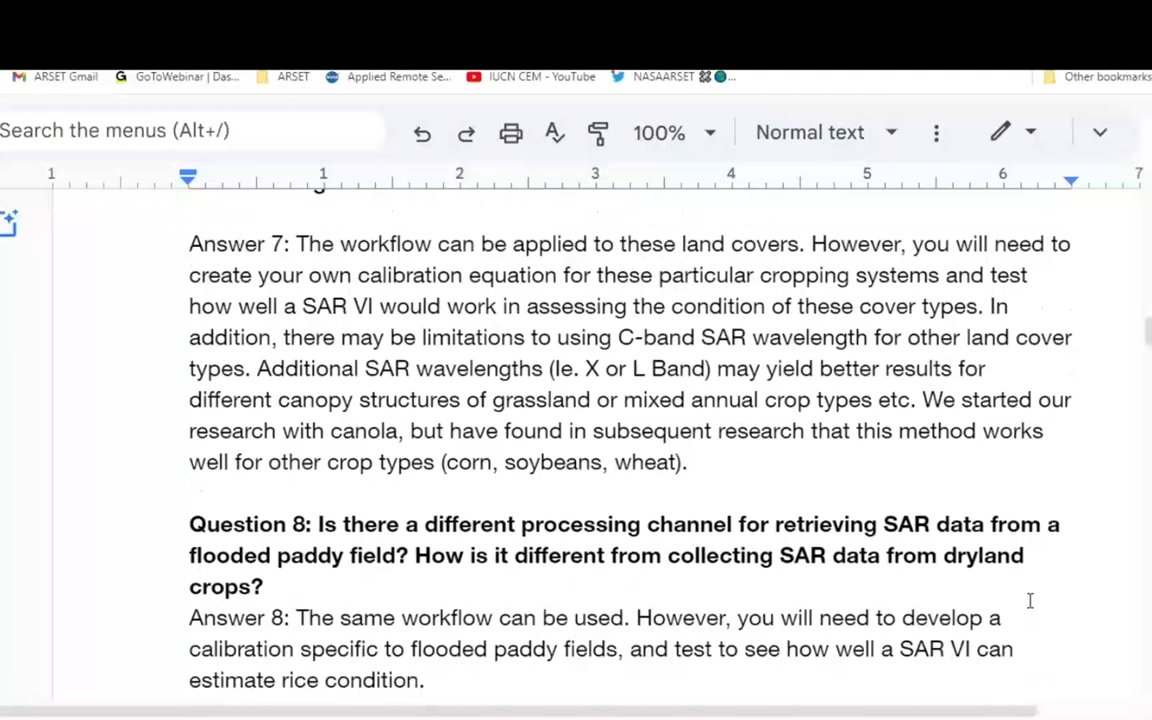 ARSET Gmail GoToWebinar | Das... ARSET Applied Remote Se... IUCN CEM - YouTube NASAARSET Other bookmarks
Search the menus (Alt+/) 100% Normal text
1 1 2 3 4 5 6 7
Answer 7: The workflow can be applied to these land covers. However, you will need to
create your own calibration equation for these particular cropping systems and test
how well a SAR VI would work in assessing the condition of these cover types. In
addition, there may be limitations to using C-band SAR wavelength for other land cover
types. Additional SAR wavelengths (Ie. X or L Band) may yield better results for
different canopy structures of grassland or mixed annual crop types etc. We started our
research with canola, but have found in subsequent research that this method works
well for other crop types (corn, soybeans, wheat).
Question 8: Is there a different processing channel for retrieving SAR data from a
flooded paddy field? How is it different from collecting SAR data from dryland
crops?
Answer 8: The same workflow can be used. However, you will need to develop a
calibration specific to flooded paddy fields, and test to see how well a SAR VI can
estimate rice condition.